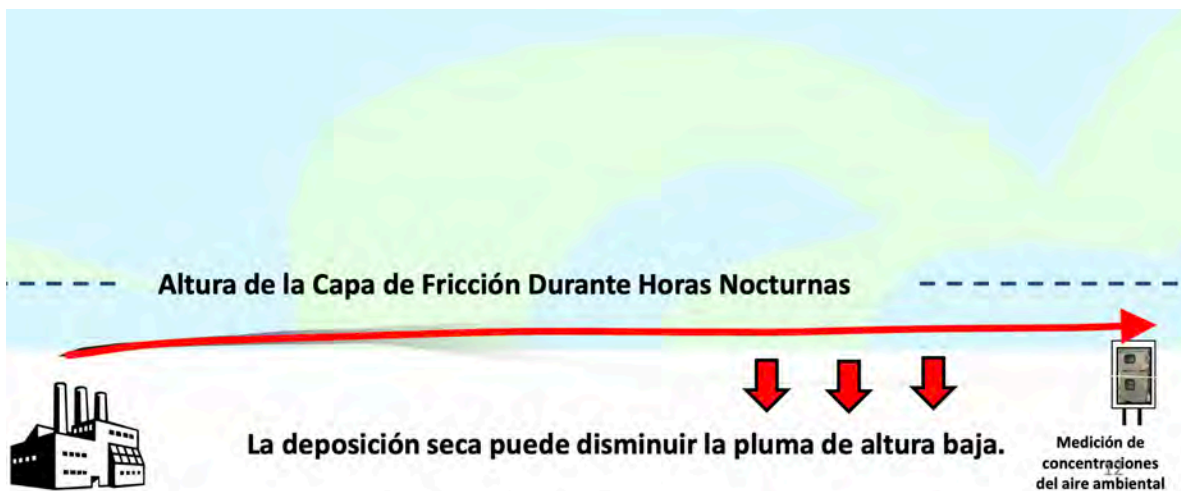 Altura de la Capa de Fricción Durante Horas Nocturnas
La deposición seca puede disminuir la pluma de altura baja.
Medición de
concentraciones
del aire ambiental
12